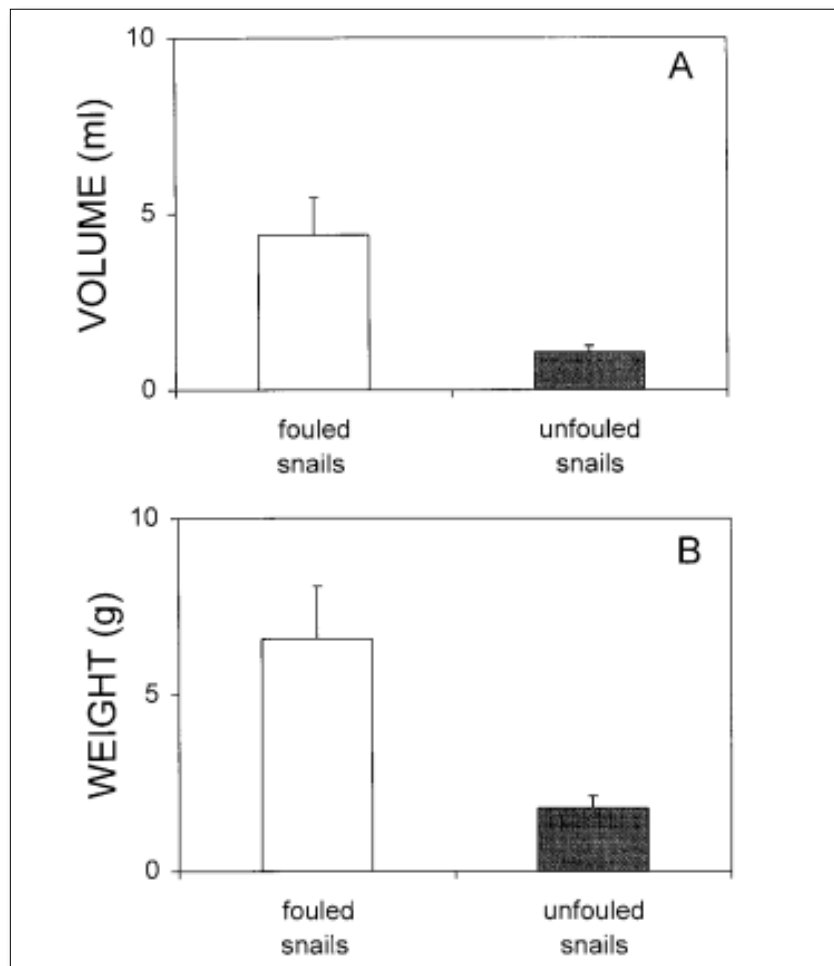 A
10
5
0
VOLUME (ml)
fouled
snails
unfouled
snails
B
10
5
0
WEIGHT (g)
fouled
snails
unfouled
snails